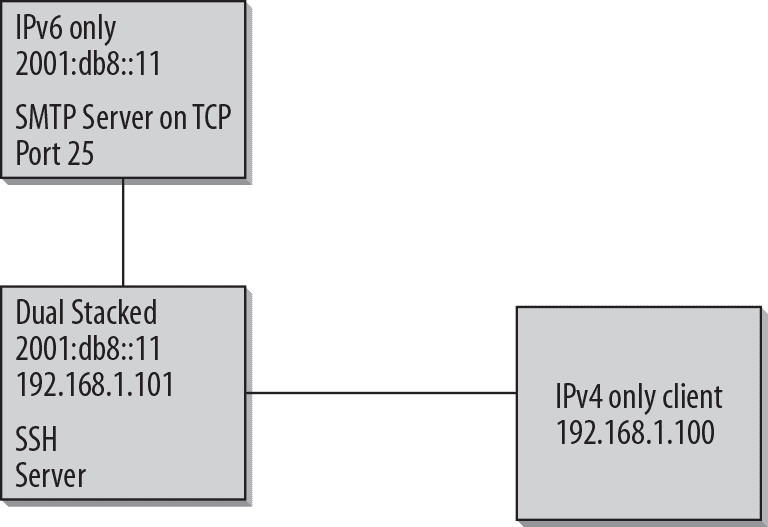 IPv6 only
2001:db8::11
SMTP Server on TCP
Port 25
Dual Stacked
2001:db8::11
192.168.1.101
SSH
Server
IPv4 only client
192.168.1.100